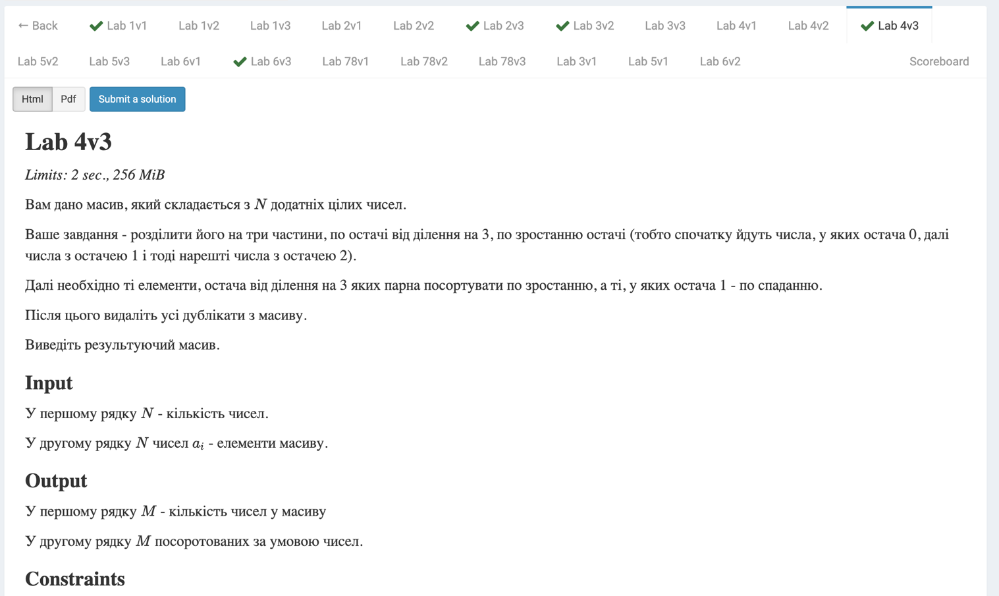 ← Back Lab 1v1 Lab 1v2 Lab 1v3 Lab 2v1 Lab 2v2 Lab 2v3 Lab 3v2 Lab 3v3 Lab 4v1 Lab 4v2 Lab 4v3
Lab 5v2 Lab 5v3 Lab 6v1 Lab 6v3 Lab 78v1 Lab 78v2 Lab 78v3 Lab 3v1 Lab 5v1 Lab 6v2 Scoreboard
Html Pdf Submit a solution
Lab 4v3
Limits: 2 sec., 256 MiB
Вам дано масив, який складається з N додатніх цілих чисел.
Ваше завдання - розділити його на три частини, по остачі від ділення на 3, по зростанню остачі (тобто спочатку йдуть числа, у яких остача 0, далі
числа з остачею 1 і тоді нарешті числа з остачею 2).
Далі необхідно ті елементи, остача від ділення на 3 яких парна посортувати по зростанню, а ті, у яких остача 1 - по спаданню.
Після цього видаліть усі дублікати з масиву.
Виведіть результуючий масив.
Input
У першому рядку N - кількість чисел.
У другому рядку N чисел aᵢ - елементи масиву.
Output
У першому рядку M - кількість чисел у масиву
У другому рядку M посоротованих за умовою чисел.
Constraints